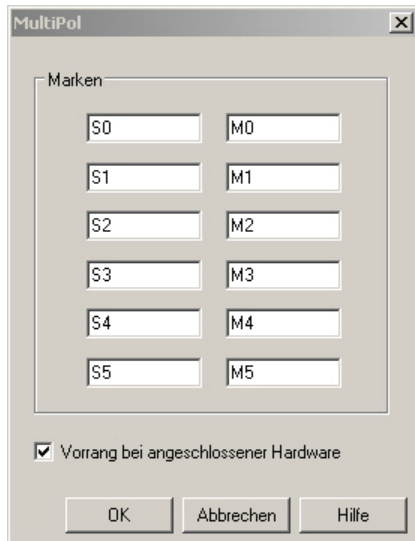 MultiPol
Marken
S0 M0
S1 M1
S2 M2
S3 M3
S4 M4
S5 M5
Vorrang bei angeschlossener Hardware
OK Abbrechen Hilfe